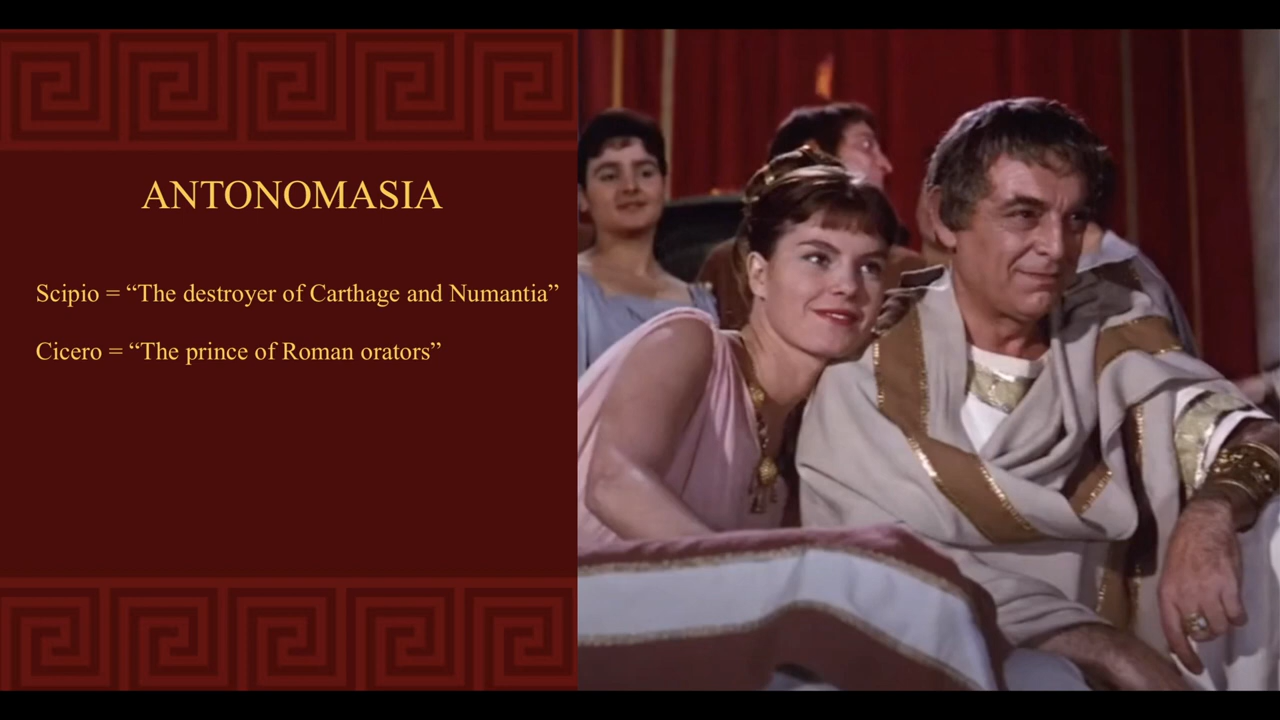 ANTONOMASIA
Scipio = “The destroyer of Carthage and Numantia”
Cicero = “The prince of Roman orators”